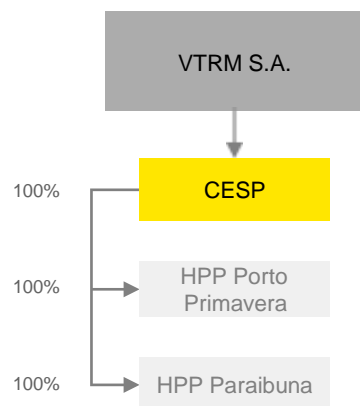 VTRM S.A.
100%
CESP
100%
HPP Porto
Primavera
100%
HPP Paraibuna